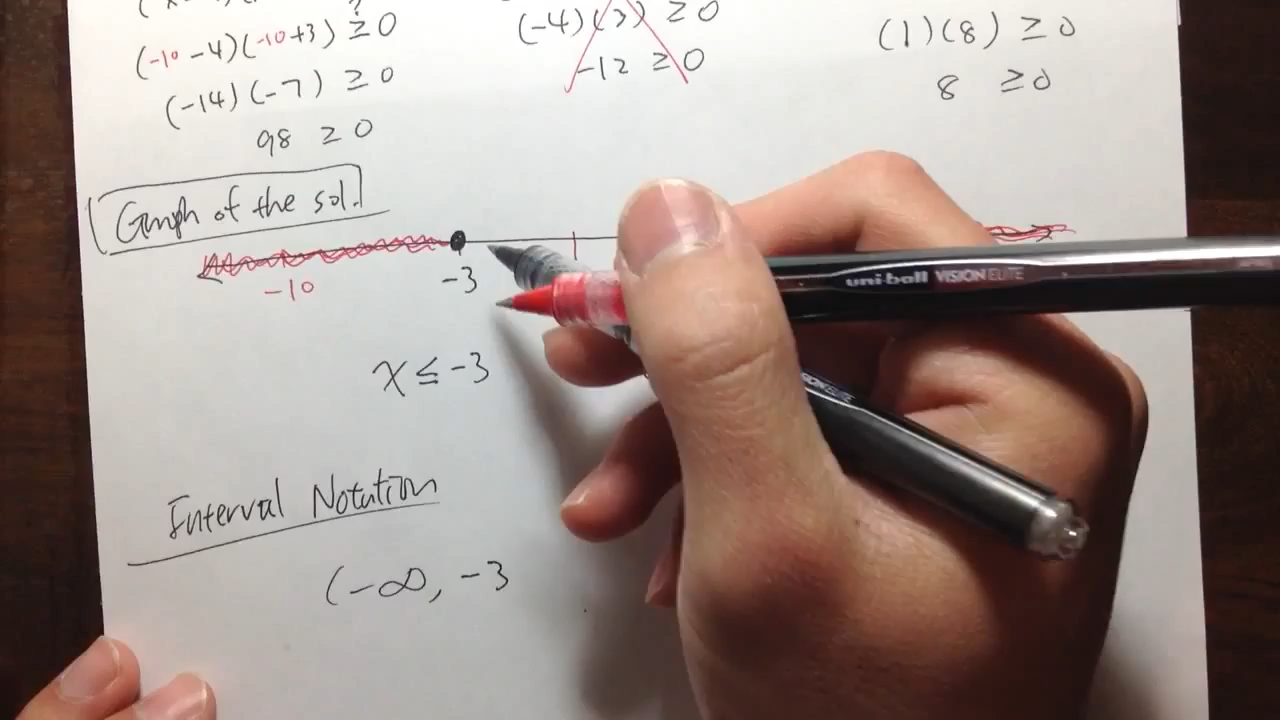 (-10-4)(-10+3) ≥ 0
(-14)(-7) ≥ 0
98 ≥ 0
(-4)(3) ≥ 0
-12 ≥ 0
(1)(8) ≥ 0
8 ≥ 0
Graph of the sol.
-10
-3
x ≤ -3
Interval Notation
(-∞, -3
uni-ball VISION ELITE